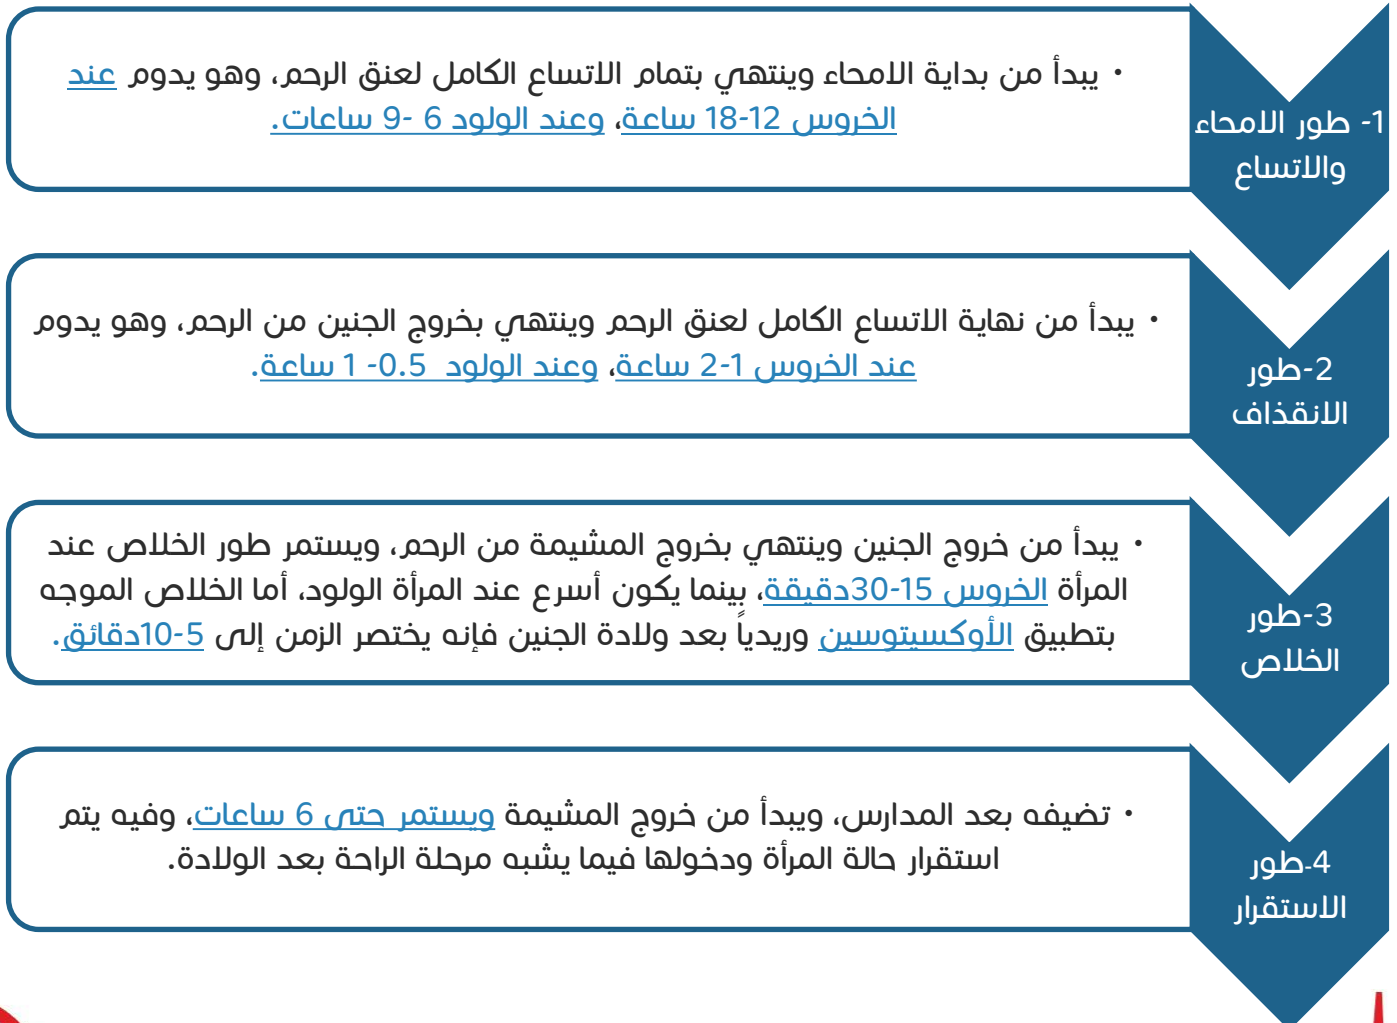 1- طور الامحاء
والاتساع
• يبدأ من بداية الامحاء وينتهي بتمام الاتساع الكامل لعنق الرحم، وهو يدوم عند
الخروس 12-18 ساعة، وعند الولود 6 -9 ساعات.
2-طور
الانقذاف
• يبدأ من نهاية الاتساع الكامل لعنق الرحم وينتهي بخروج الجنين من الرحم، وهو يدوم
عند الخروس 1-2 ساعة، وعند الولود 0.5- 1 ساعة.
3-طور
الخلاص
• يبدأ من خروج الجنين وينتهي بخروج المشيمة من الرحم، ويستمر طور الخلاص عند
المرأة الخروس 15-30دقيقة، بينما يكون أسرع عند المرأة الولود، أما الخلاص الموجه
بتطبيق الأوكسيتوسين وريدياً بعد ولادة الجنين فإنه يختصر الزمن إلى 5-10دقائق.
4-طور
الاستقرار
• تضيفه بعد المدارس، ويبدأ من خروج المشيمة ويستمر حتى 6 ساعات، وفيه يتم
استقرار حالة المرأة ودخولها فيما يشبه مرحلة الراحة بعد الولادة.